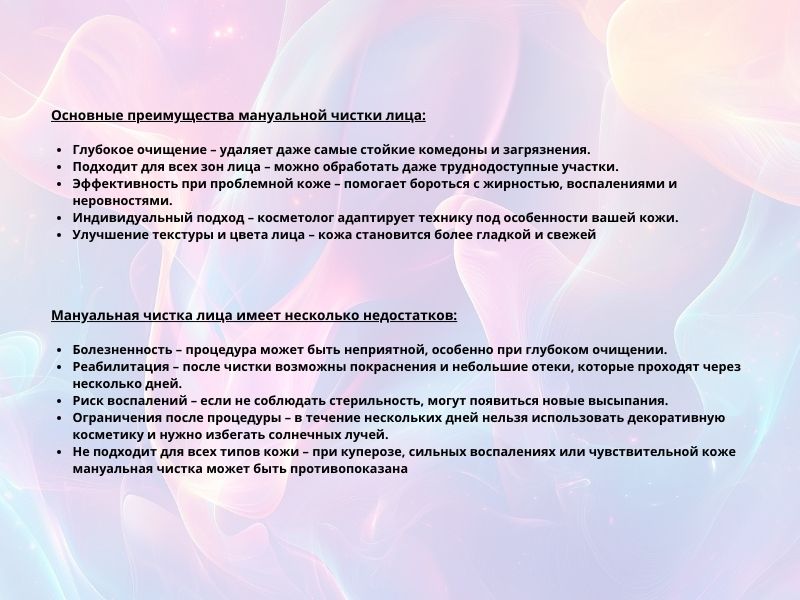 Основные преимущества мануальной чистки лица:
• Глубокое очищение – удаляет даже самые стойкие комедоны и загрязнения.
• Подходит для всех зон лица – можно обработать даже труднодоступные участки.
• Эффективность при проблемной коже – помогает бороться с жирностью, воспалениями и
неровностями.
• Индивидуальный подход – косметолог адаптирует технику под особенности вашей кожи.
• Улучшение текстуры и цвета лица – кожа становится более гладкой и свежей
Мануальная чистка лица имеет несколько недостатков:
• Болезненность – процедура может быть неприятной, особенно при глубоком очищении.
• Реабилитация – после чистки возможны покраснения и небольшие отеки, которые проходят через
несколько дней.
• Риск воспалений – если не соблюдать стерильность, могут появиться новые высыпания.
• Ограничения после процедуры – в течение нескольких дней нельзя использовать декоративную
косметику и нужно избегать солнечных лучей.
• Не подходит для всех типов кожи – при куперозе, сильных воспалениях или чувствительной коже
мануальная чистка может быть противопоказана